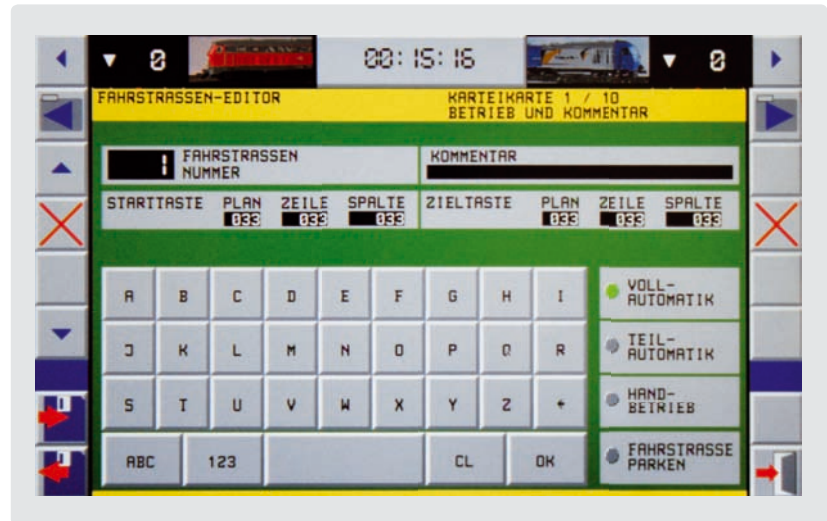 ▼ 0 00:15:16 ▼ 0
FAHRSTRASSEN-EDITOR
KARTEIKARTE 1 / 10
BETRIEB UND KOMMENTAR
1 FAHRSTRASSEN
NUMMER
KOMMENTAR
STARTTASTE PLAN ZEILE SPALTE ZIELTASTE PLAN ZEILE SPALTE
033 033 033 033 033 033
A B C D E F G H I
VOLL-
AUTOMATIK
J K L M N O P Q R
TEIL-
AUTOMATIK
S T U V W X Y Z ←
HAND-
BETRIEB
ABC 123 CL OK
FAHRSTRASSE
PARKEN